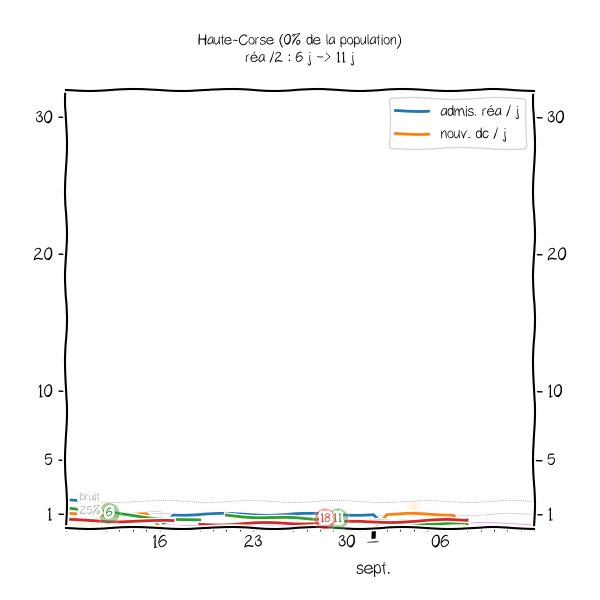 Haute-Corse (0% de la population)
réa /2 : 6 j -> 11 j
admis. réa / j
nouv. dc / j
30 30
20 20
10 10
5 5
bruit
25% 6
18 11
1 1
16 23 30 1 06
sept.